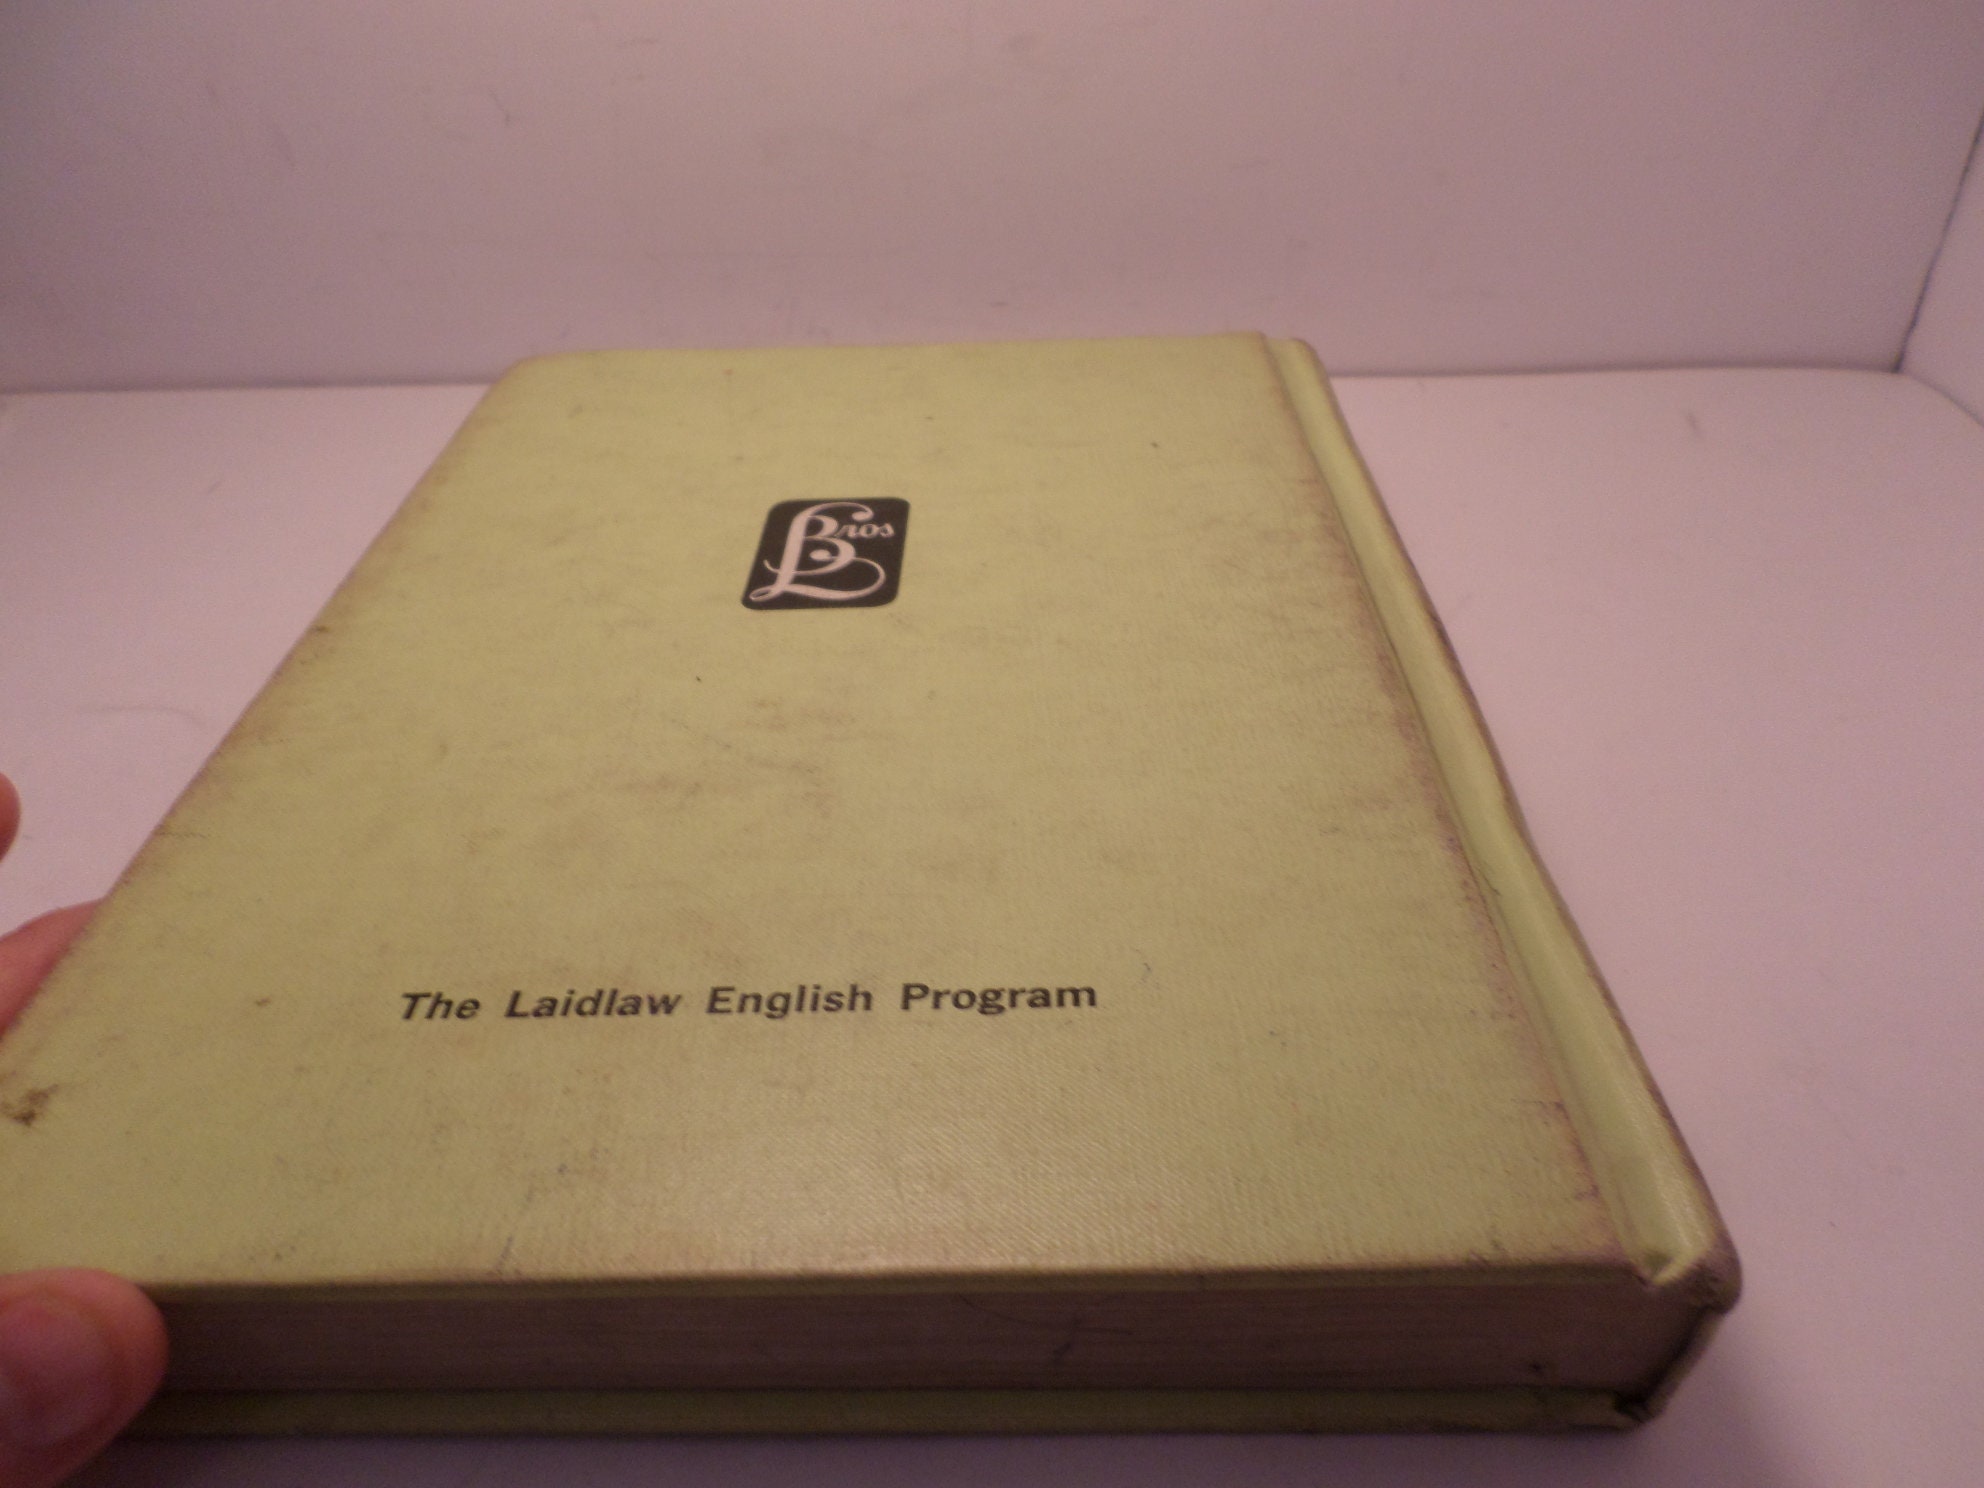 L Bros
The Laidlaw English Program